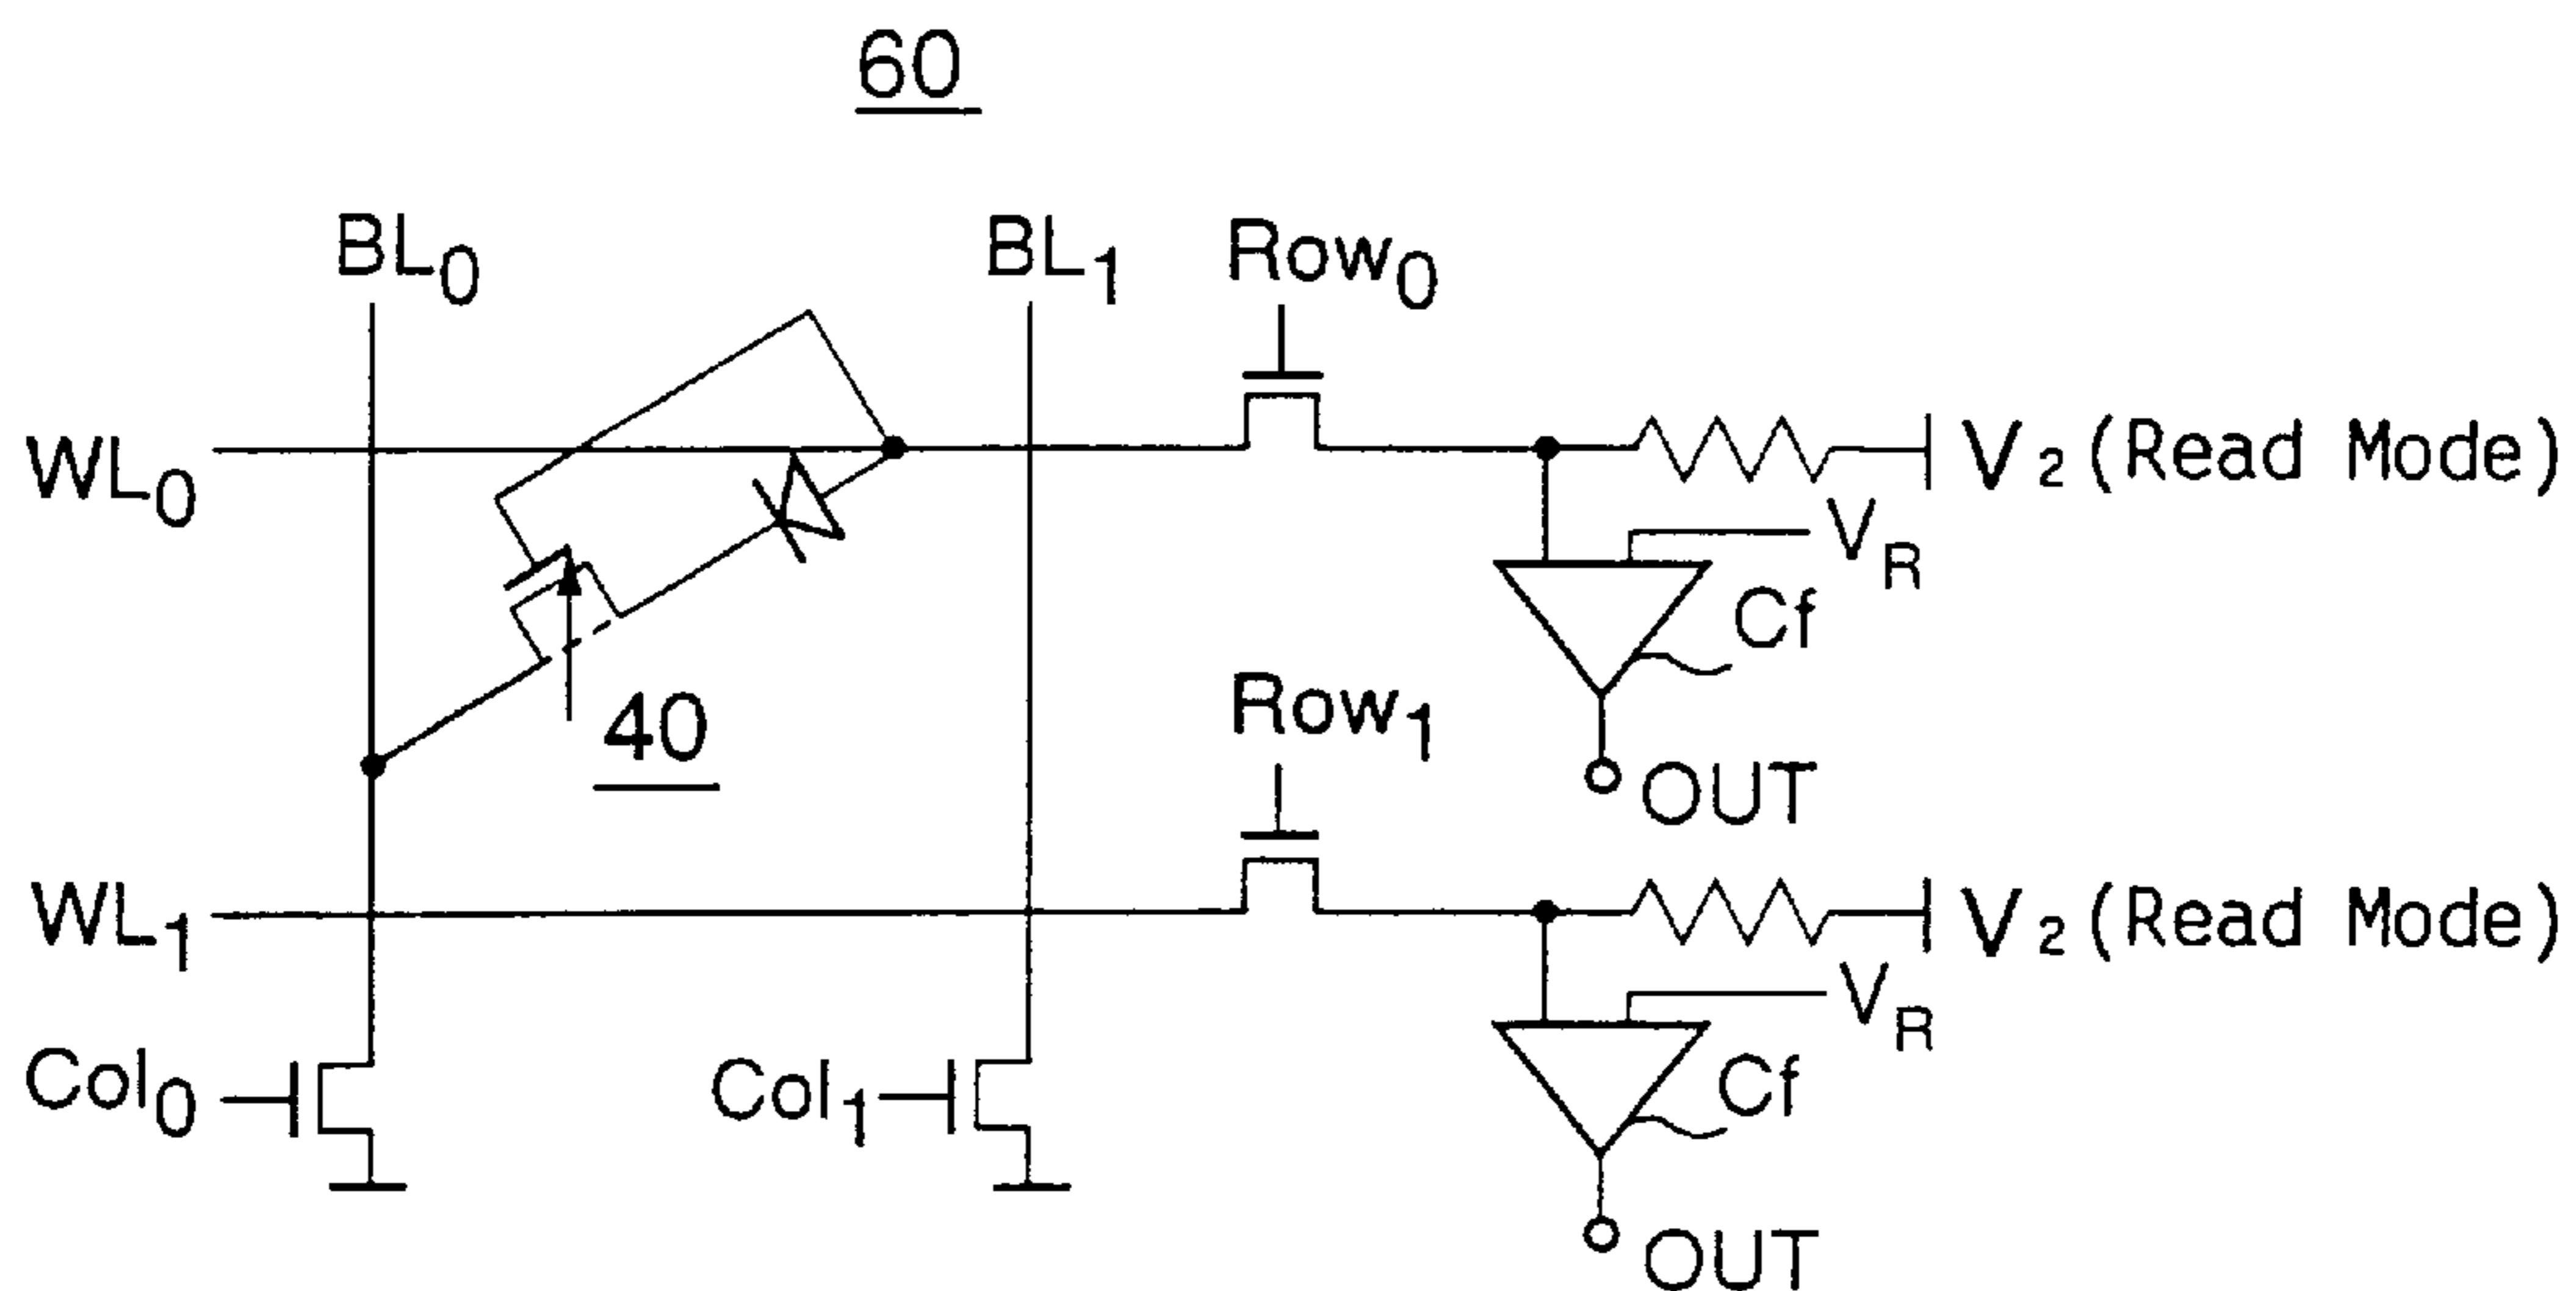 60
BL0
BL1
Row0
WL0
V2 (Read Mode)
VR
Cf
40
Row1
OUT
WL1
V2 (Read Mode)
VR
Col0
Col1
Cf
OUT